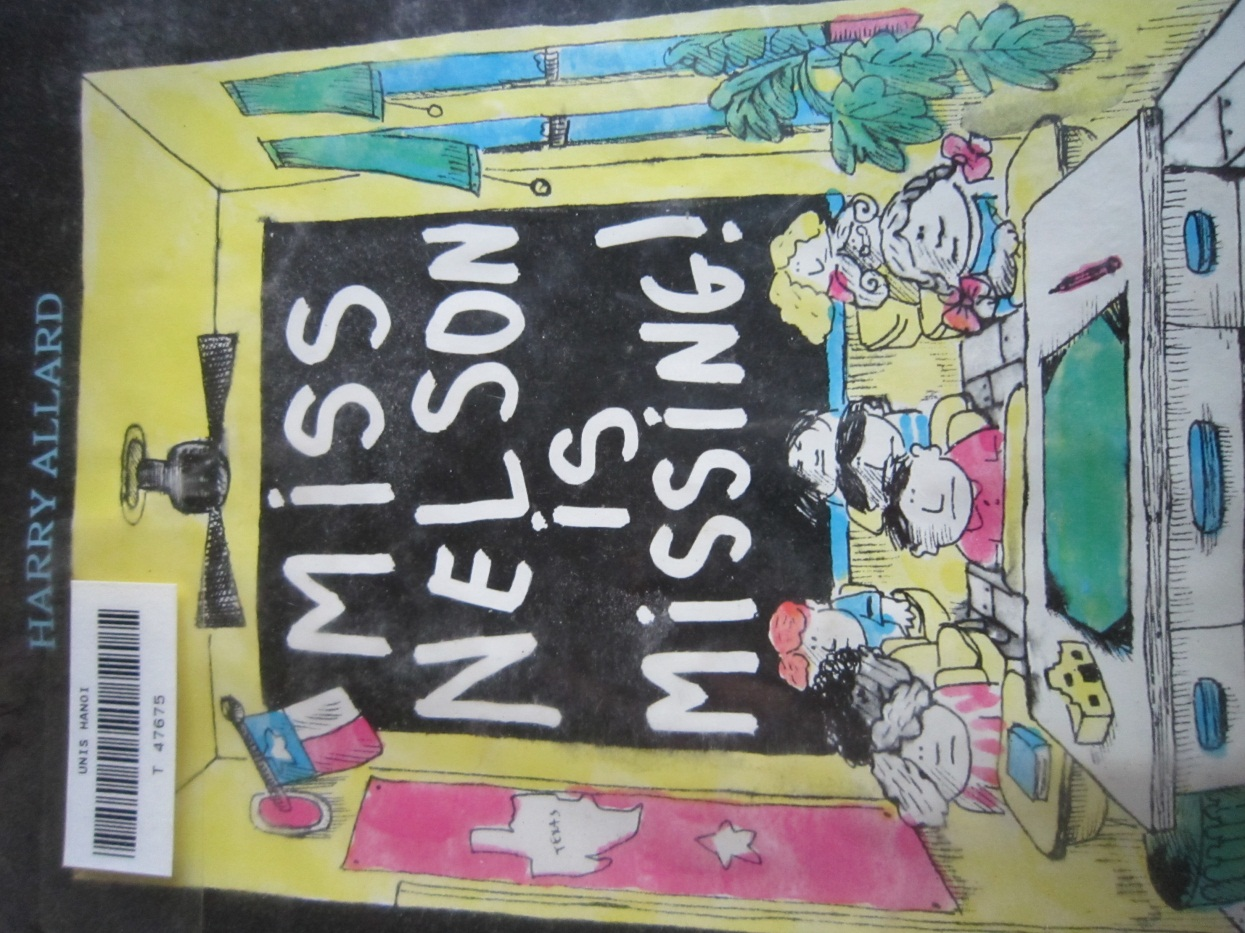 HARRY ALLARD
UNIS HANOI
T 47675
MiSS
NELSON
iS
MiSSiNG!
TEXAS